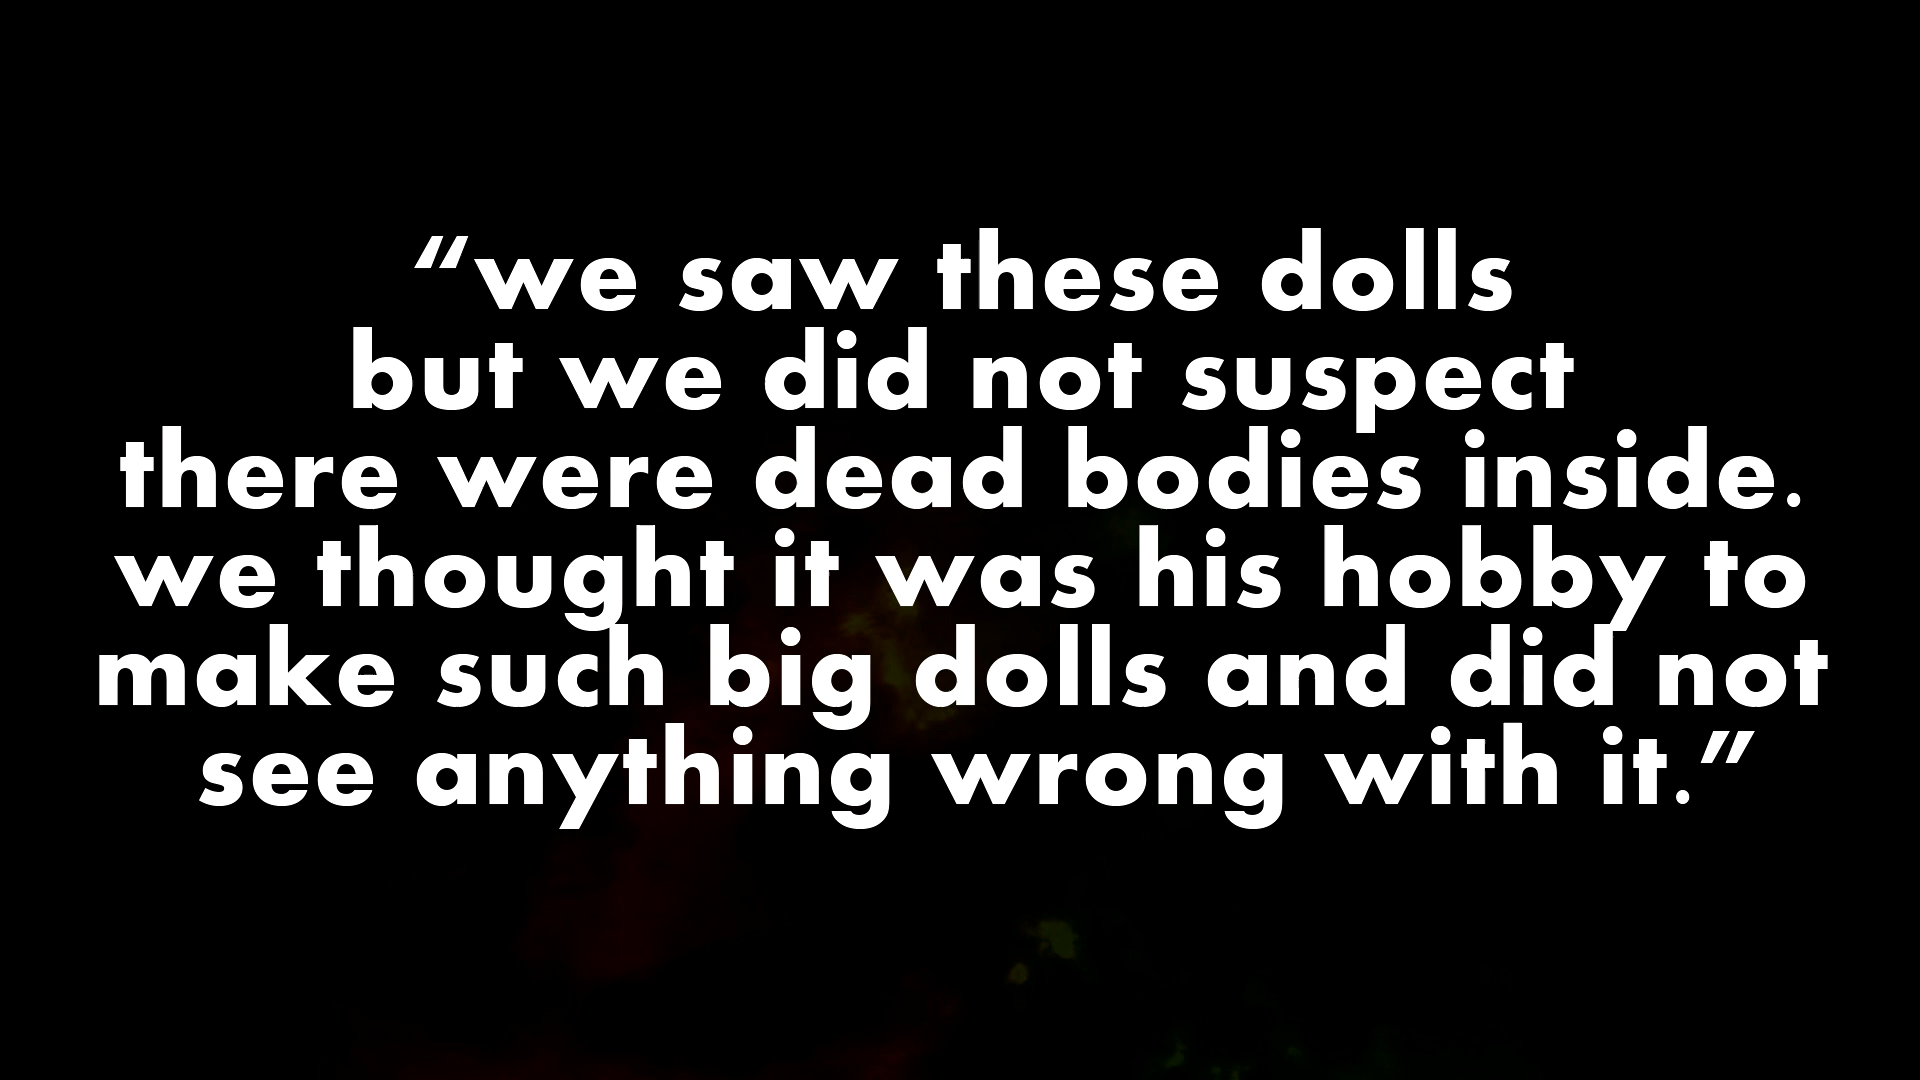 “we saw these dolls
but we did not suspect
there were dead bodies inside.
we thought it was his hobby to
make such big dolls and did not
see anything wrong with it.”